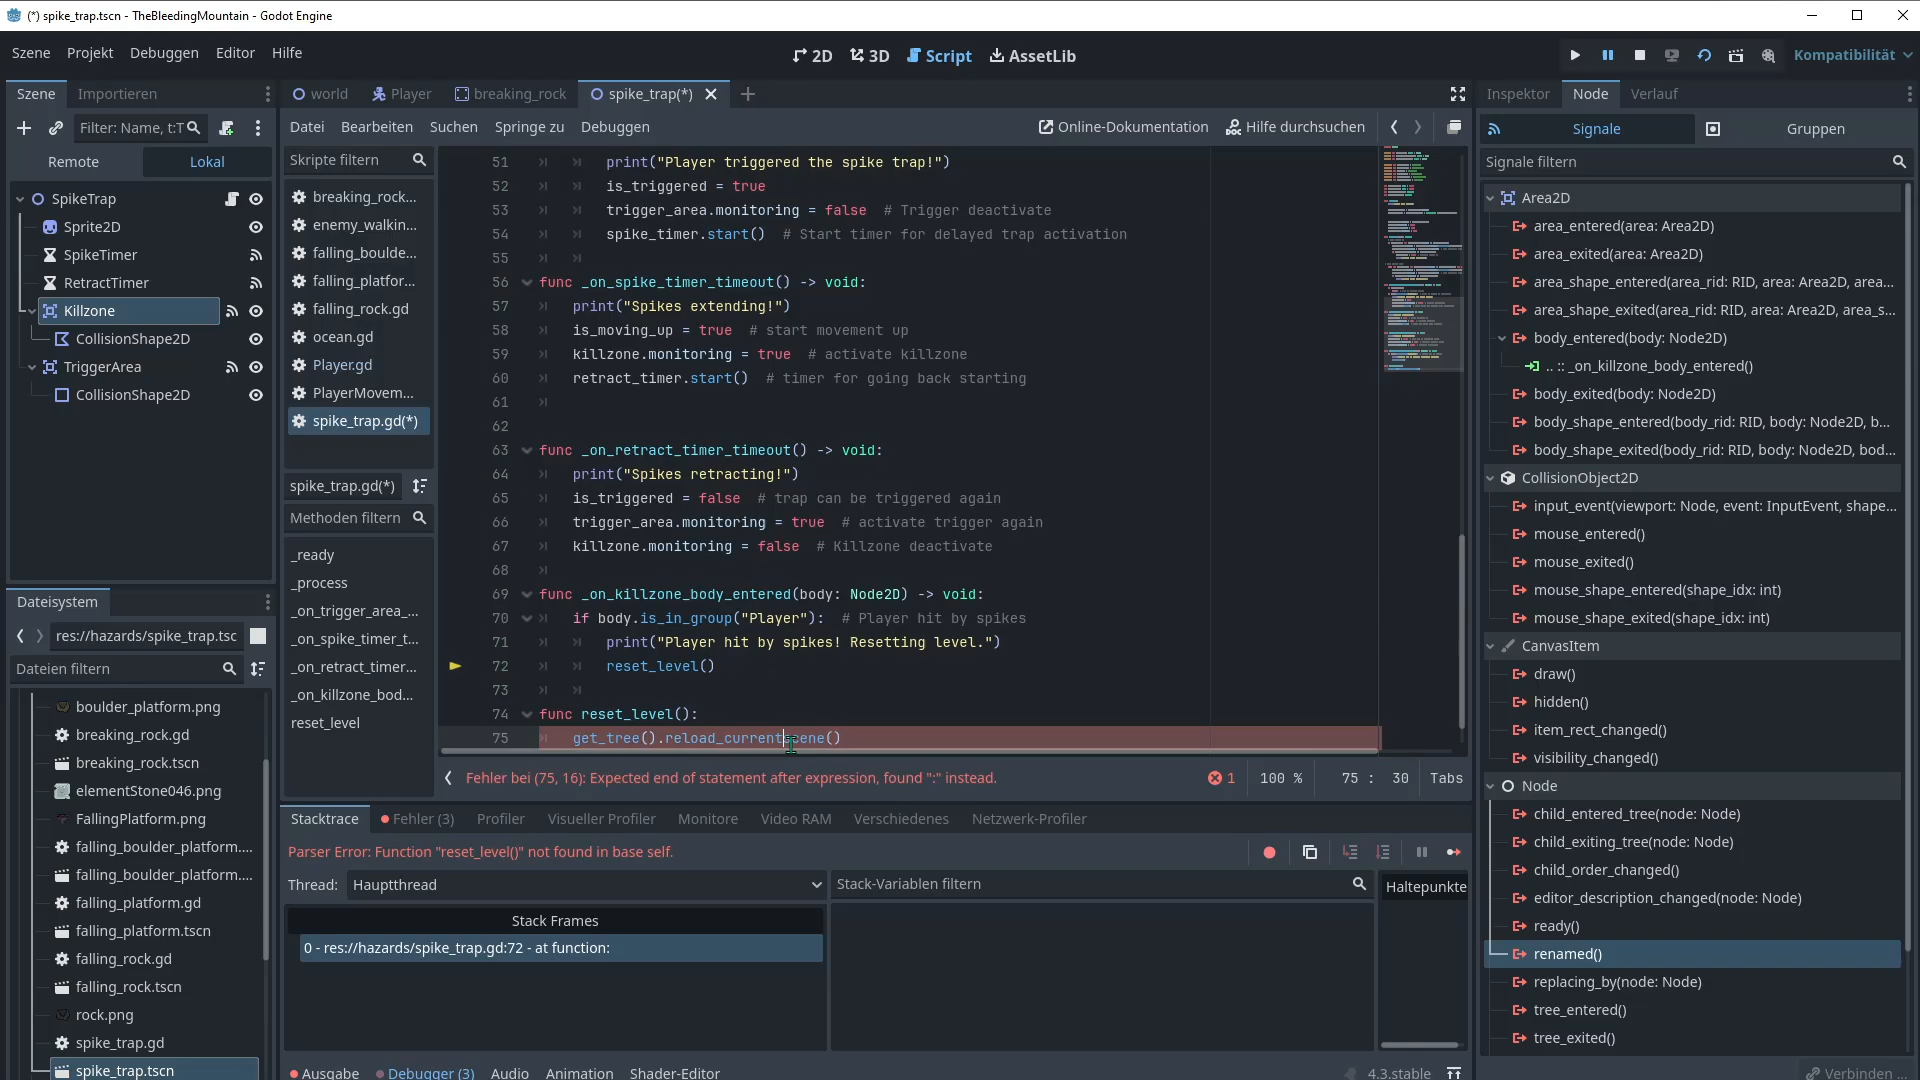 (*) spike_trap.tscn - TheBleedingMountain - Godot Engine
Szene Projekt Debuggen Editor Hilfe
2D 3D Script AssetLib
Kompatibilität
Szene Importieren
Filter: Name, t:T
Remote Lokal
SpikeTrap
Sprite2D
SpikeTimer
RetractTimer
Killzone
CollisionShape2D
TriggerArea
CollisionShape2D
Dateisystem
res://hazards/spike_trap.tsc
Dateien filtern
boulder_platform.png
breaking_rock.gd
breaking_rock.tscn
elementStone046.png
FallingPlatform.png
falling_boulder_platform....
falling_boulder_platform....
falling_platform.gd
falling_platform.tscn
falling_rock.gd
falling_rock.tscn
rock.png
spike_trap.gd
spike_trap.tscn
world Player breaking_rock spike_trap(*)
Datei Bearbeiten Suchen Springe zu Debuggen
Online-Dokumentation Hilfe durchsuchen
Skripte filtern
breaking_rock...
enemy_walkin...
falling_boulde...
falling_platfor...
falling_rock.gd
ocean.gd
Player.gd
PlayerMovem...
spike_trap.gd(*)
spike_trap.gd(*)
Methoden filtern
_ready
_process
_on_trigger_area_...
_on_spike_timer_t...
_on_retract_timer...
_on_killzone_bod...
reset_level
51 print("Player triggered the spike trap!")
52 is_triggered = true
53 trigger_area.monitoring = false # Trigger deactivate
54 spike_timer.start() # Start timer for delayed trap activation
55
56 func _on_spike_timer_timeout() -> void:
57 print("Spikes extending!")
58 is_moving_up = true # start movement up
59 killzone.monitoring = true # activate killzone
60 retract_timer.start() # timer for going back starting
61
62
63 func _on_retract_timer_timeout() -> void:
64 print("Spikes retracting!")
65 is_triggered = false # trap can be triggered again
66 trigger_area.monitoring = true # activate trigger again
67 killzone.monitoring = false # Killzone deactivate
68
69 func _on_killzone_body_entered(body: Node2D) -> void:
70 if body.is_in_group("Player"): # Player hit by spikes
71 print("Player hit by spikes! Resetting level.")
72 reset_level()
73
74 func reset_level():
75 get_tree().reload_current_scene()
Fehler bei (75, 16): Expected end of statement after expression, found ":" instead.
1 100 % 75 : 30 Tabs
Stacktrace Fehler (3) Profiler Visueller Profiler Monitore Video RAM Verschiedenes Netzwerk-Profiler
Parser Error: Function "reset_level()" not found in base self.
Thread: Hauptthread
Stack-Variablen filtern
Haltepunkte
Stack Frames
0 - res://hazards/spike_trap.gd:72 - at function:
Ausgabe Debugger (3) Audio Animation Shader-Editor
4.3.stable
Inspektor Node Verlauf
Signale Gruppen
Signale filtern
Area2D
area_entered(area: Area2D)
area_exited(area: Area2D)
area_shape_entered(area_rid: RID, area: Area2D, area...
area_shape_exited(area_rid: RID, area: Area2D, area_s...
body_entered(body: Node2D)
.. :: _on_killzone_body_entered()
body_exited(body: Node2D)
body_shape_entered(body_rid: RID, body: Node2D, b...
body_shape_exited(body_rid: RID, body: Node2D, bod...
CollisionObject2D
input_event(viewport: Node, event: InputEvent, shape...
mouse_entered()
mouse_exited()
mouse_shape_entered(shape_idx: int)
mouse_shape_exited(shape_idx: int)
CanvasItem
draw()
hidden()
item_rect_changed()
visibility_changed()
Node
child_entered_tree(node: Node)
child_exiting_tree(node: Node)
child_order_changed()
editor_description_changed(node: Node)
ready()
renamed()
replacing_by(node: Node)
tree_entered()
tree_exited()
Verbinden ...